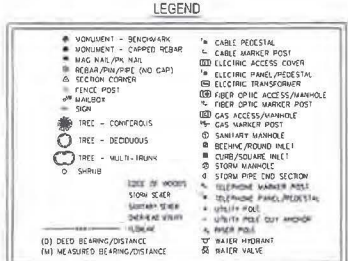 LEGEND
MONUMENT - BENCHMARK
MONUMENT - CAPPED REBAR
MAG NAIL/PK NAIL
REBAR/PIN/PIPE (NO CAP)
SECTION CORNER
FENCE POST
MAILBOX
SIGN
TREE - CONIFEROUS
TREE - DECIDUOUS
TREE - MULTI-TRUNK
SHRUB
EDGE OF WOODS
STORM SEWER
SANITARY SEWER
OVERHEAD UTILITY
(D) DEED BEARING/DISTANCE
(M) MEASURED BEARING/DISTANCE
CABLE PEDESTAL
CABLE MARKER POST
ELECTRIC ACCESS COVER
ELECTRIC PANEL/PEDESTAL
ELECTRIC TRANSFORMER
FIBER OPTIC ACCESS/MANHOLE
FIBER OPTIC MARKER POST
GAS ACCESS/MANHOLE
GAS MARKER POST
SANITARY MANHOLE
BEEHIVE/ROUND INLET
CURB/SQUARE INLET
STORM MANHOLE
STORM PIPE END SECTION
TELEPHONE MARKER POST
TELEPHONE PEDESTAL
UTILITY POLE
UTILITY POLE GUY ANCHOR
RISER POLE
WATER HYDRANT
WATER VALVE